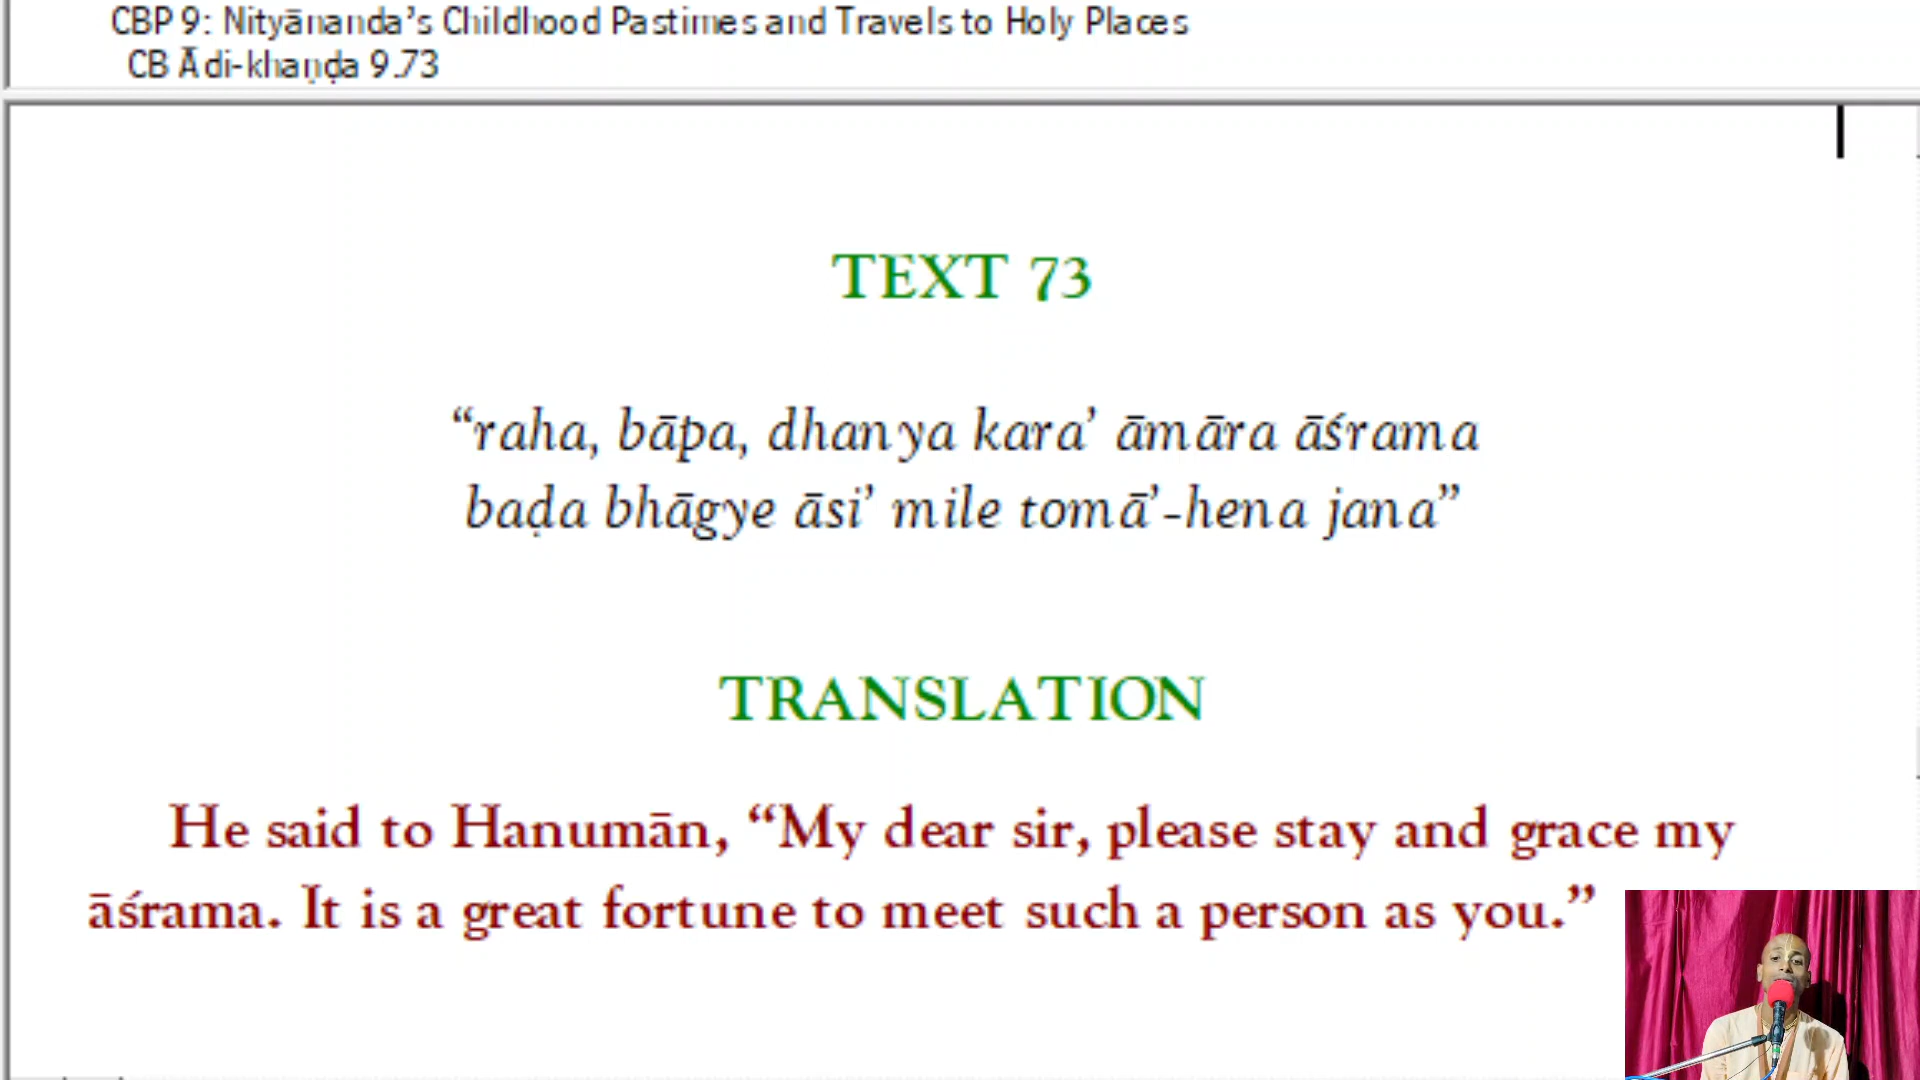 CBP 9: Nityānanda’s Childhood Pastimes and Travels to Holy Places
CB Ādi-khaṇḍa 9.73
TEXT 73
“raha, bāpa, dhanya kara’ āmāra āśrama
baḍa bhāgye āsi’ mile tomā’-hena jana”
TRANSLATION
He said to Hanumān, “My dear sir, please stay and grace my
āśrama. It is a great fortune to meet such a person as you.”